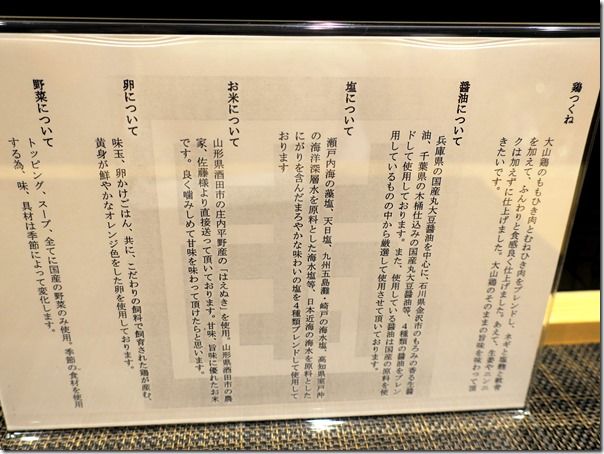 鶏つくね
大山鶏のももひき肉とむねひき肉をブレンドし、ネギと生麩と軟骨
を加えて、ふんわりと食感良く仕上げました。あえて、生姜やニンニ
クは加えずに仕上げました。大山鶏のそのままの旨味を味わって頂
きたいです。
醤油について
兵庫県の国産丸大豆醤油を中心に、石川県金沢市のもろみの香る生醤
油、千葉県の木桶仕込みの国産丸大豆醤油等、4種類の醤油をブレン
ドして使用しております。また、使用している醤油は国産の原料を使
用しているものの中から厳選して使用させて頂いております。
塩について
瀬戸内海の藻塩、天日塩、九州五島灘・崎戸の海水塩、高知県室戸沖
の海洋深層水を原料とした海水塩等、日本近海の海水を原料とした
にがりを含んだまろやかな味わいの塩を4種類ブレンドして使用して
おります
お米について
山形県酒田市の庄内平野産の「はえぬき」を使用。山形県酒田市の農
家、佐藤様より直接送って頂いております。甘味、旨味に優れたお米
です。良く噛みしめて甘味を味わって頂けたらと思います。
卵について
味玉、卵かけごはん、共に、こだわりの飼料で飼育された鶏が産む、
黄身が鮮やかなオレンジ色をした卵を使用しております。
野菜について
トッピング、スープ、全てに国産の野菜のみ使用。季節の食材を使用
する為、味、具材は季節によって変化します。